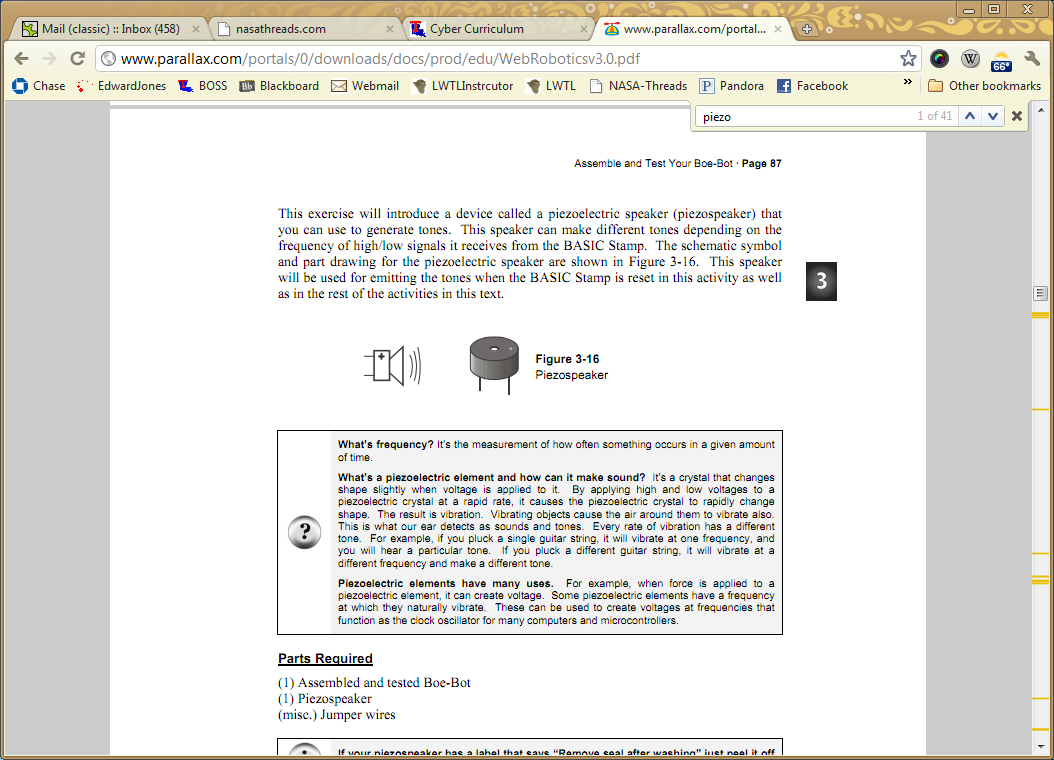 Mail (classic) :: Inbox (458)
nasathreads.com
Cyber Curriculum
www.parallax.com/portal...
www.parallax.com/portals/0/downloads/docs/prod/edu/WebRoboticsv3.0.pdf
66°
Chase
EdwardJones
BOSS
Bb Blackboard
Webmail
LWTLInstrcutor
LWTL
NASA-Threads
P Pandora
Facebook
»
Other bookmarks
piezo
1 of 41
Assemble and Test Your Boe-Bot · Page 87
This exercise will introduce a device called a piezoelectric speaker (piezospeaker) that
you can use to generate tones. This speaker can make different tones depending on the
frequency of high/low signals it receives from the BASIC Stamp. The schematic symbol
and part drawing for the piezoelectric speaker are shown in Figure 3-16. This speaker
will be used for emitting the tones when the BASIC Stamp is reset in this activity as well
as in the rest of the activities in this text.
3
Figure 3-16
Piezospeaker
What's frequency? It's the measurement of how often something occurs in a given amount
of time.
What's a piezoelectric element and how can it make sound? It's a crystal that changes
shape slightly when voltage is applied to it. By applying high and low voltages to a
piezoelectric crystal at a rapid rate, it causes the piezoelectric crystal to rapidly change
shape. The result is vibration. Vibrating objects cause the air around them to vibrate also.
This is what our ear detects as sounds and tones. Every rate of vibration has a different
tone. For example, if you pluck a single guitar string, it will vibrate at one frequency, and
you will hear a particular tone. If you pluck a different guitar string, it will vibrate at a
different frequency and make a different tone.
Piezoelectric elements have many uses. For example, when force is applied to a
piezoelectric element, it can create voltage. Some piezoelectric elements have a frequency
at which they naturally vibrate. These can be used to create voltages at frequencies that
function as the clock oscillator for many computers and microcontrollers.
?
Parts Required
(1) Assembled and tested Boe-Bot
(1) Piezospeaker
(misc.) Jumper wires
If your piezospeaker has a label that says “Remove seal after washing” just peel it off